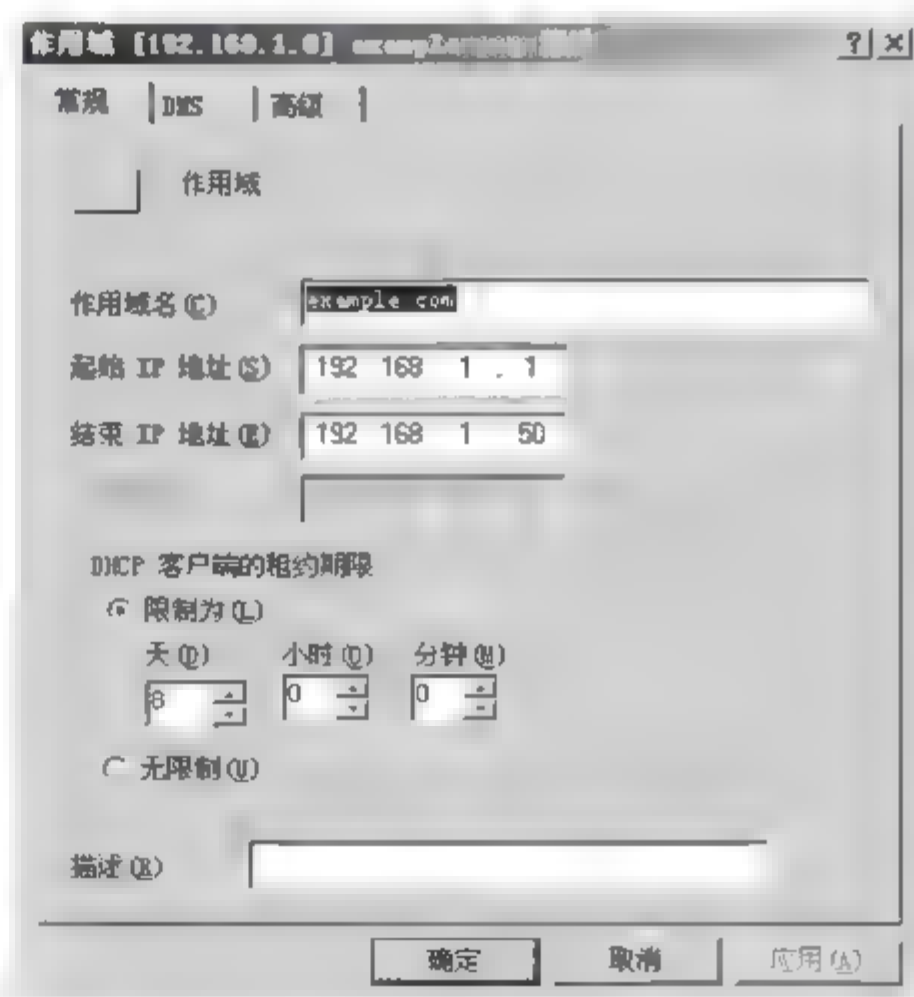 作用域 [192.168.1.0]
常规 DNS 高级
作用域
作用域名(C) example com
起始 IP 地址(S) 192 168 1 . 1
结束 IP 地址(E) 192 168 1 50
DHCP 客户端的租约期限
限制为(L)
天(D) 小时(O) 分钟(M)
8 0 0
无限制(U)
描述(R)
确定 取消 应用(A)